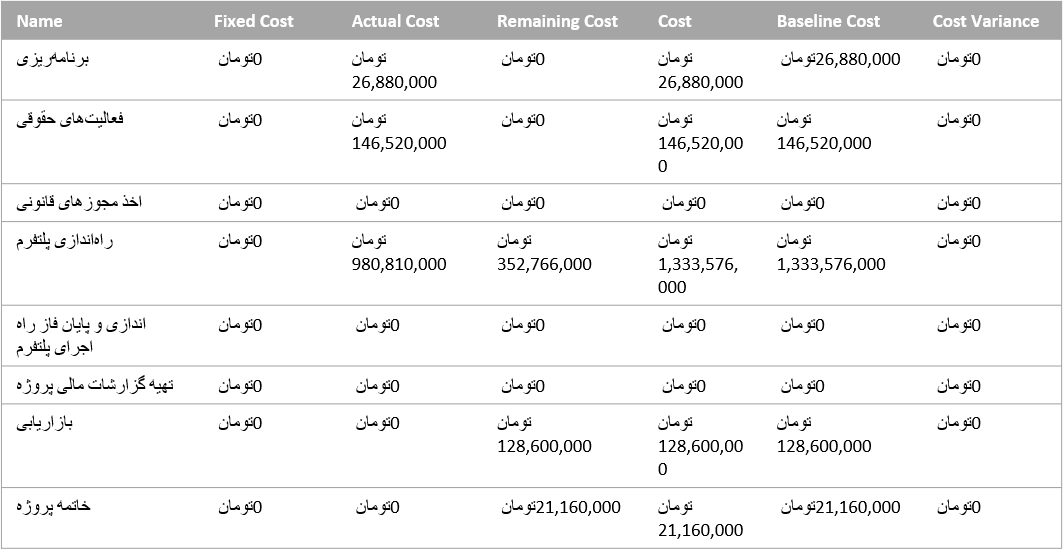 Name Fixed Cost Actual Cost Remaining Cost Cost Baseline Cost Cost Variance
برنامه‌ریزی 0تومان تومان 0تومان تومان 26,880,000تومان 0تومان
26,880,000 26,880,000
فعالیت‌های حقوقی 0تومان تومان 0تومان تومان تومان 0تومان
146,520,000 146,520,00 146,520,000
0
اخذ مجوزهای قانونی 0تومان 0تومان 0تومان 0تومان 0تومان 0تومان
راه‌اندازی پلتفرم 0تومان تومان تومان تومان تومان 0تومان
980,810,000 352,766,000 1,333,576, 1,333,576,000
000
اندازی و پایان فاز راه 0تومان 0تومان 0تومان 0تومان 0تومان 0تومان
اجرای پلتفرم
تهیه گزارشات مالی پروژه 0تومان 0تومان 0تومان 0تومان 0تومان 0تومان
بازاریابی 0تومان 0تومان تومان تومان تومان 0تومان
128,600,000 128,600,00 128,600,000
0
خاتمه پروژه 0تومان 0تومان 21,160,000تومان تومان 21,160,000تومان 0تومان
21,160,000